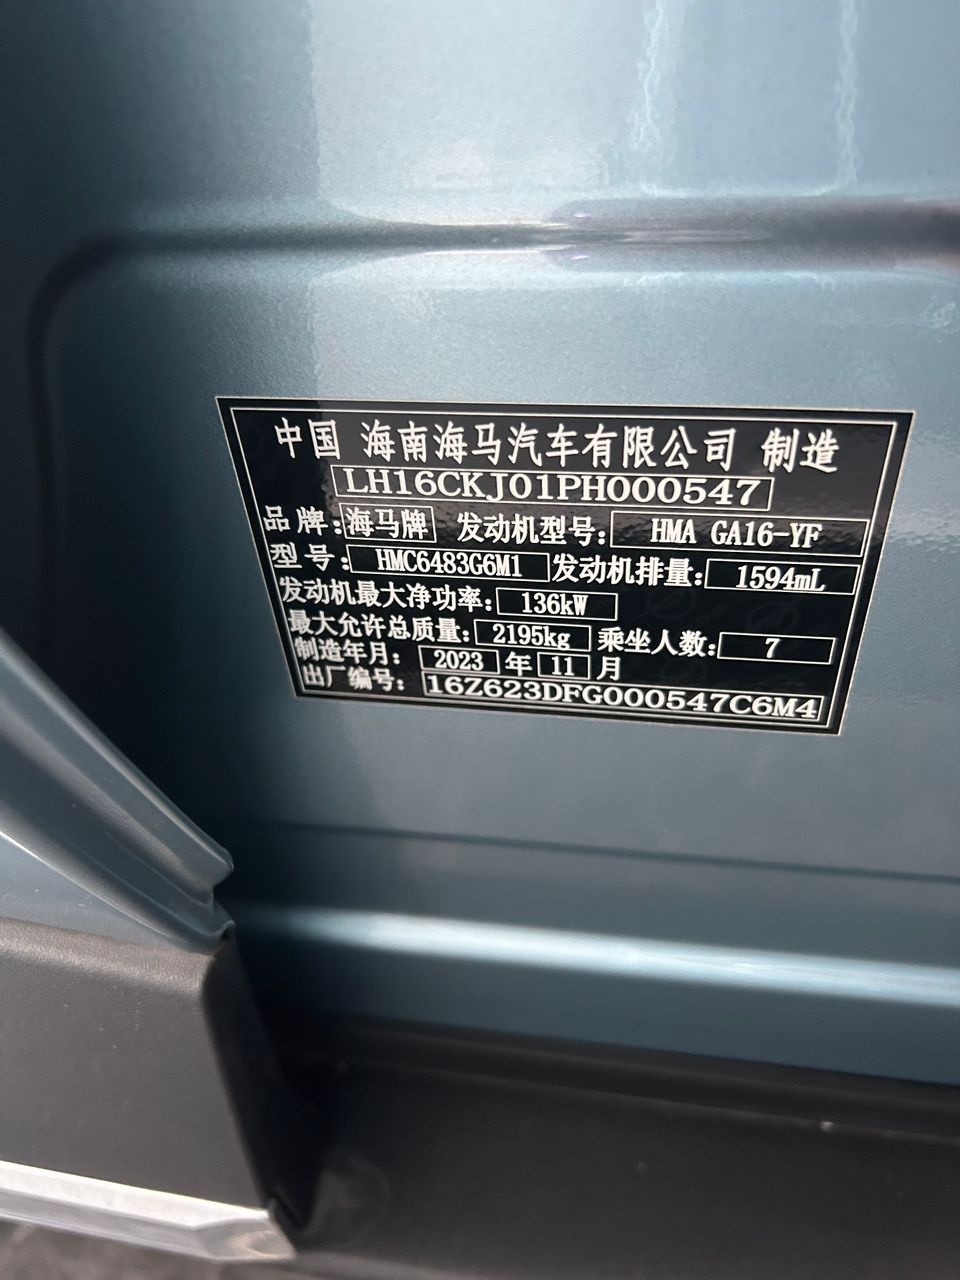 中国 海南海马汽车有限公司 制造
LH16CKJ01PH000547
品牌:海马牌 发动机型号: HMA GA16-YF
型号: HMC6483G6M1 发动机排量: 1594mL
发动机最大净功率: 136kW
最大允许总质量: 2195kg 乘坐人数: 7
制造年月: 2023 年 11 月
出厂编号: 16Z623DFG000547C6M4